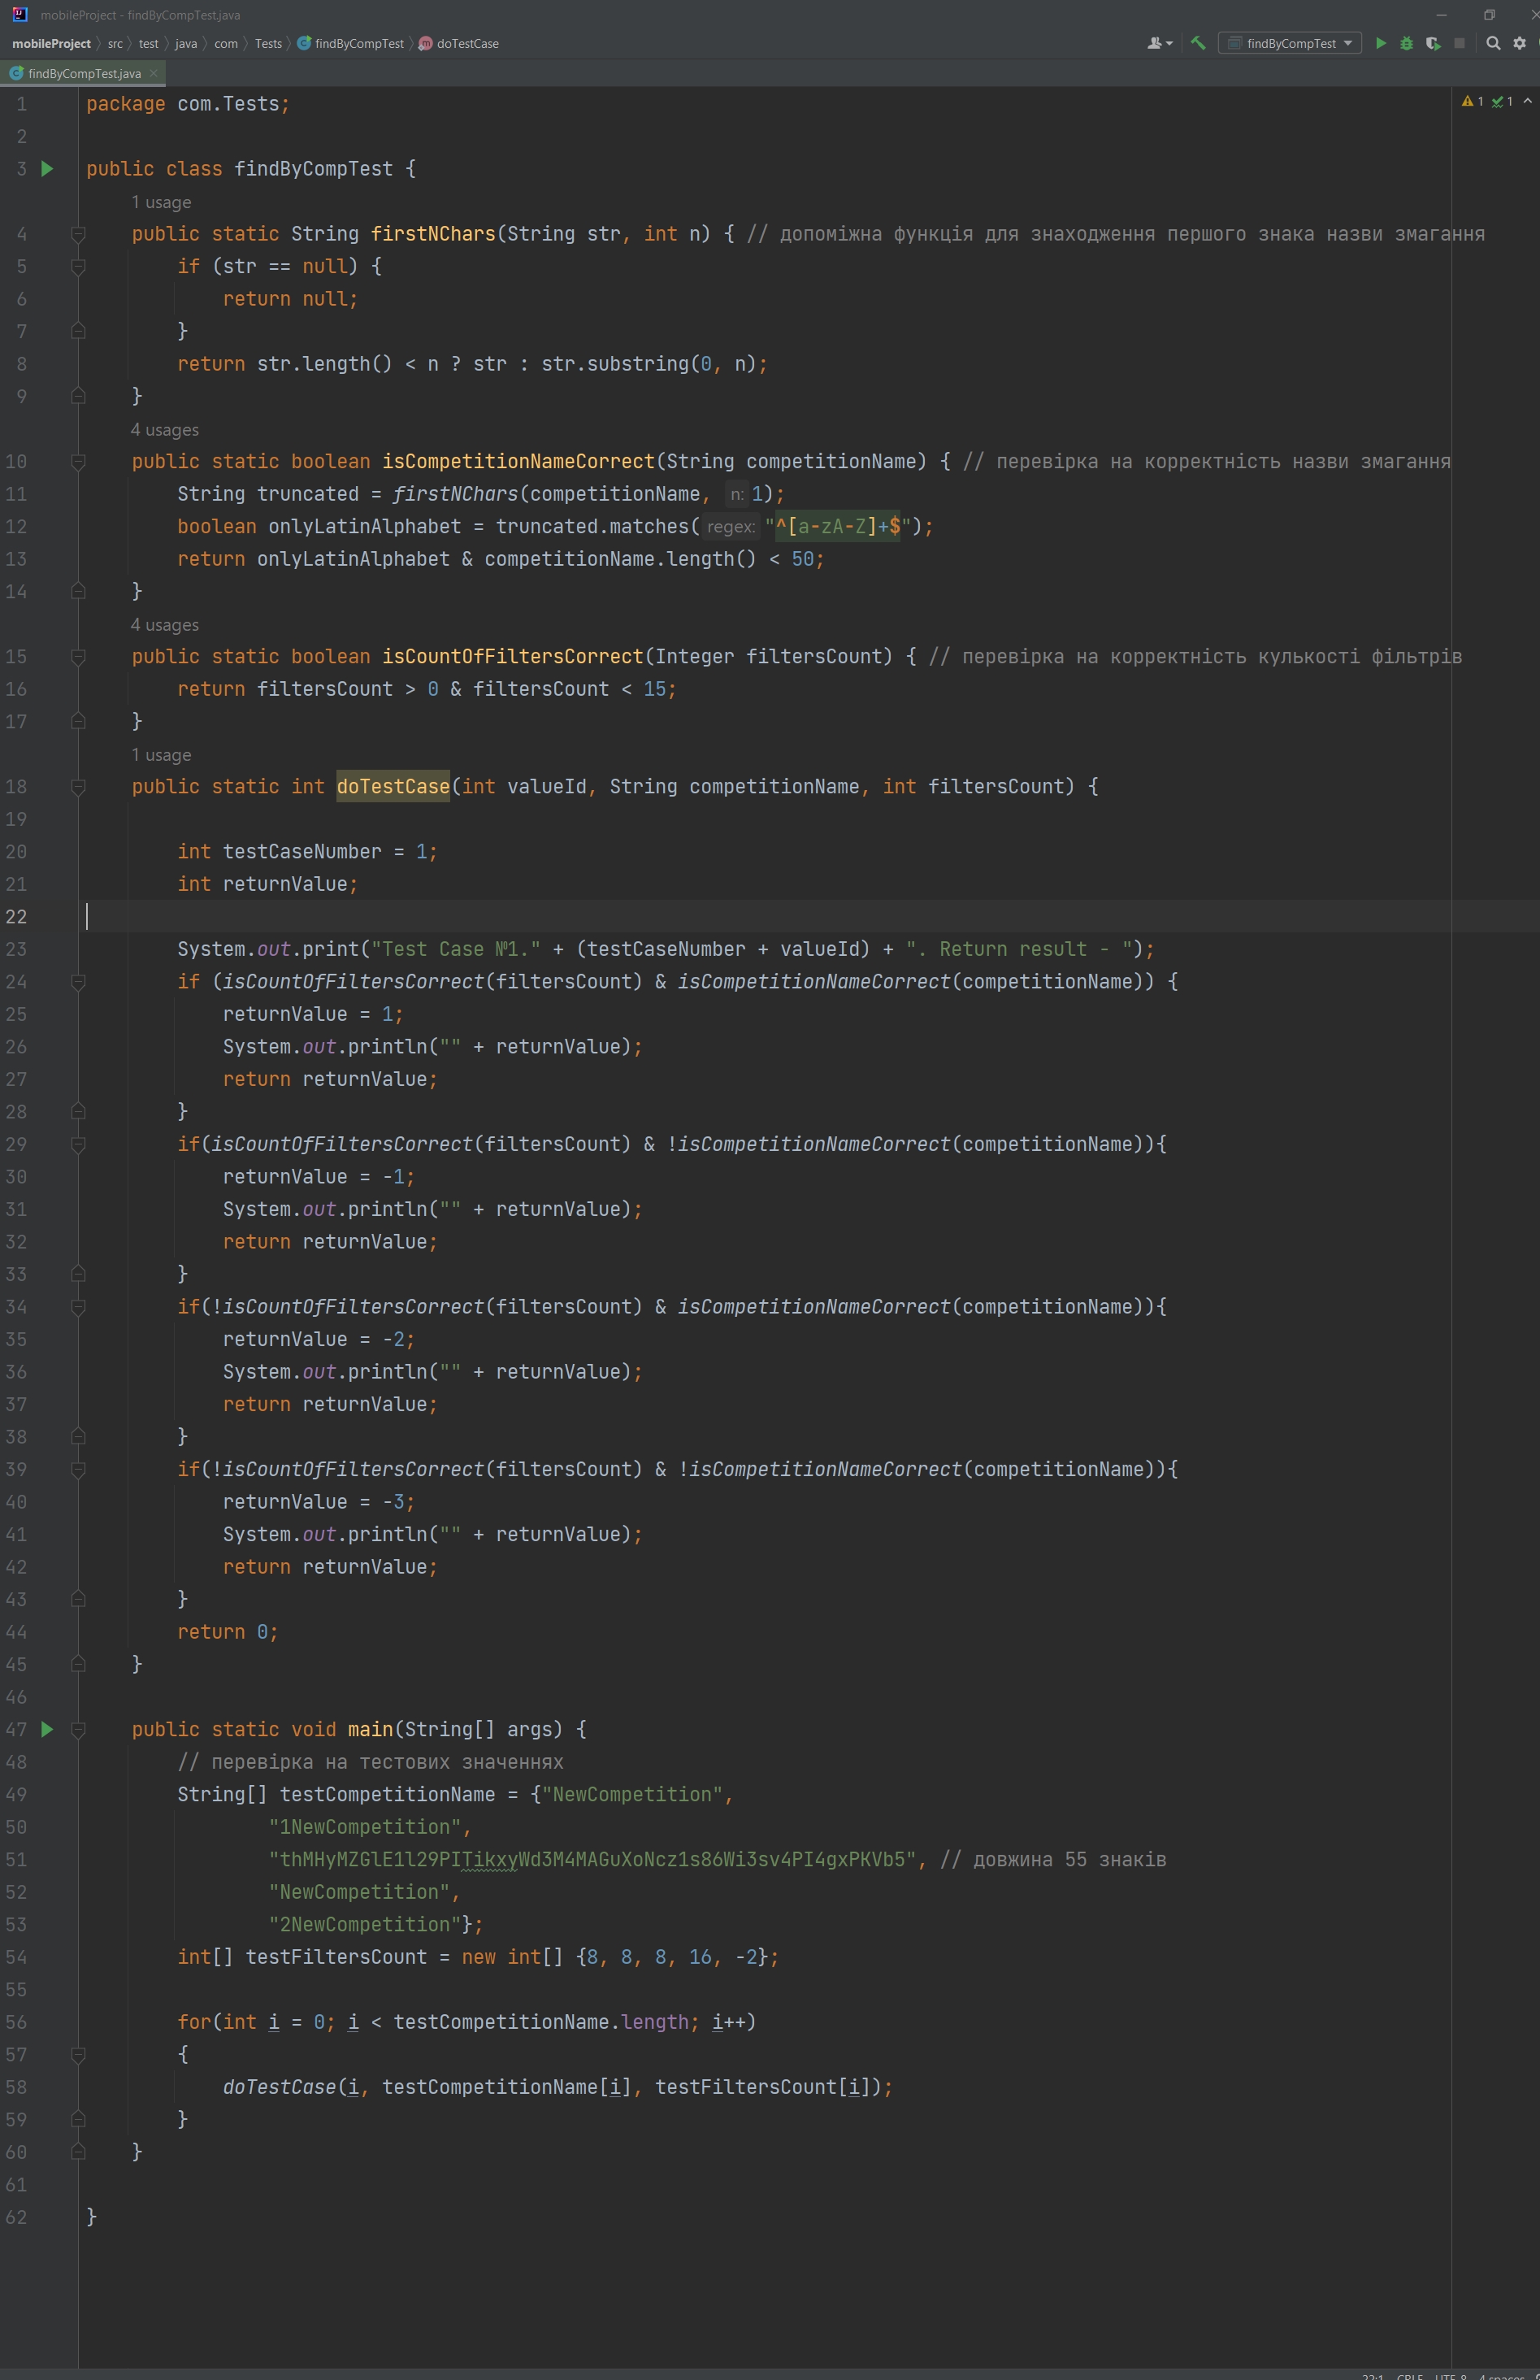 mobileProject - findByCompTest.java
mobileProject src test java com Tests findByCompTest doTestCase findByCompTest
findByCompTest.java
1 1
1 package com.Tests;
2
3 public class findByCompTest {
1 usage
4 public static String firstNChars(String str, int n) { // допоміжна функція для знаходження першого знака назви змагання
5 if (str == null) {
6 return null;
7 }
8 return str.length() < n ? str : str.substring(0, n);
9 }
4 usages
10 public static boolean isCompetitionNameCorrect(String competitionName) { // перевірка на корректність назви змагання
11 String truncated = firstNChars(competitionName, n: 1);
12 boolean onlyLatinAlphabet = truncated.matches( regex: "^[a-zA-Z]+$");
13 return onlyLatinAlphabet & competitionName.length() < 50;
14 }
4 usages
15 public static boolean isCountOfFiltersCorrect(Integer filtersCount) { // перевірка на корректність кулькості фільтрів
16 return filtersCount > 0 & filtersCount < 15;
17 }
1 usage
18 public static int doTestCase(int valueId, String competitionName, int filtersCount) {
19
20 int testCaseNumber = 1;
21 int returnValue;
22
23 System.out.print("Test Case №1." + (testCaseNumber + valueId) + ". Return result - ");
24 if (isCountOfFiltersCorrect(filtersCount) & isCompetitionNameCorrect(competitionName)) {
25 returnValue = 1;
26 System.out.println("" + returnValue);
27 return returnValue;
28 }
29 if(isCountOfFiltersCorrect(filtersCount) & !isCompetitionNameCorrect(competitionName)){
30 returnValue = -1;
31 System.out.println("" + returnValue);
32 return returnValue;
33 }
34 if(!isCountOfFiltersCorrect(filtersCount) & isCompetitionNameCorrect(competitionName)){
35 returnValue = -2;
36 System.out.println("" + returnValue);
37 return returnValue;
38 }
39 if(!isCountOfFiltersCorrect(filtersCount) & !isCompetitionNameCorrect(competitionName)){
40 returnValue = -3;
41 System.out.println("" + returnValue);
42 return returnValue;
43 }
44 return 0;
45 }
46
47 public static void main(String[] args) {
48 // перевірка на тестових значеннях
49 String[] testCompetitionName = {"NewCompetition",
50 "1NewCompetition",
51 "thMHyMZGlE1l29PITikxyWd3M4MAGuXoNcz1s86Wi3sv4PI4gxPKVb5", // довжина 55 знаків
52 "NewCompetition",
53 "2NewCompetition"};
54 int[] testFiltersCount = new int[] {8, 8, 8, 16, -2};
55
56 for(int i = 0; i < testCompetitionName.length; i++)
57 {
58 doTestCase(i, testCompetitionName[i], testFiltersCount[i]);
59 }
60 }
61
62 }